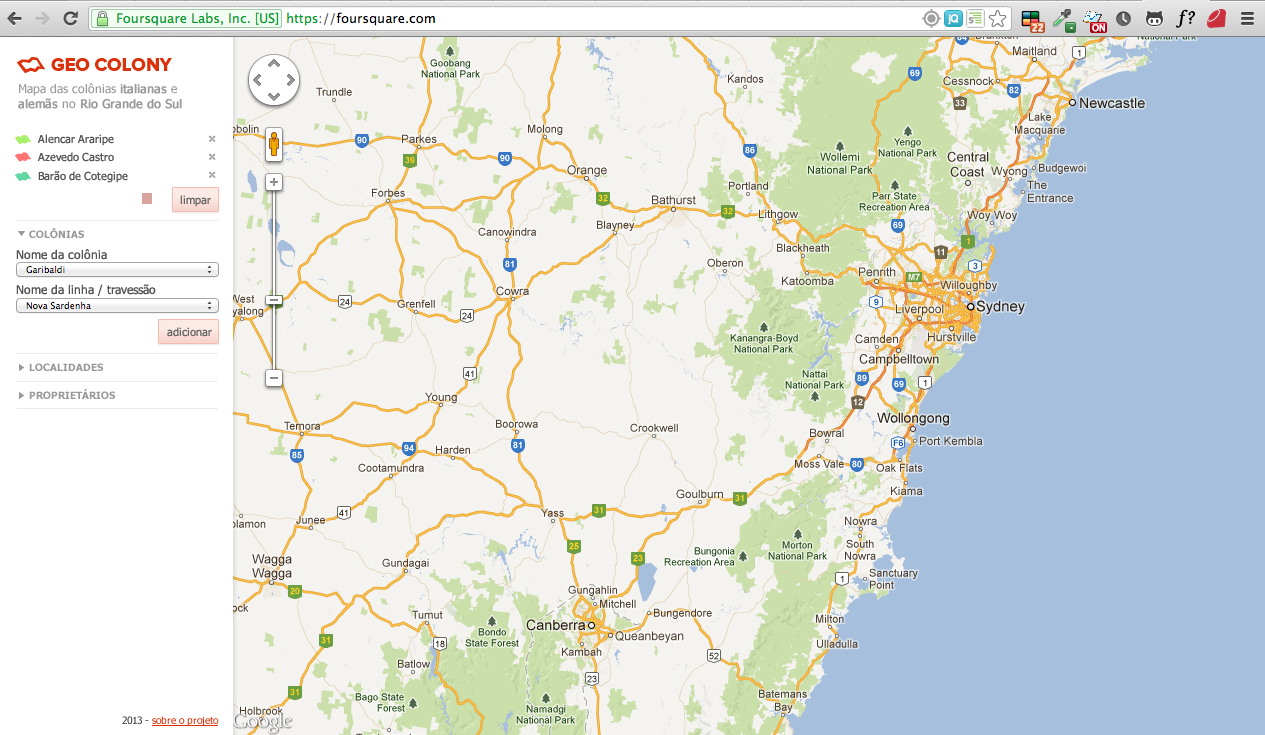 Foursquare Labs, Inc. [US] https://foursquare.com
22
ON
f?
GEO COLONY
Mapa das colônias italianas e
alemãs no Rio Grande do Sul
Alencar Araripe ×
Azevedo Castro ×
Barão de Cotegipe ×
limpar
COLÔNIAS
Nome da colônia
Garibaldi
Nome da linha / travessão
Nova Sardenha
adicionar
LOCALIDADES
PROPRIETÁRIOS
2013 - sobre o projeto
Goobang
National Park
Trundle
obolin
90
Parkes
39
Molong
90
Forbes
Orange
32
Bathurst
Blayney
Canowindra
81
Cowra
24
Grenfell
24
West
yalong
41
Young
Temora
85
94
Harden
Cootamundra
Boorowa
81
Crookwell
Oberon
Kandos
86
Portland
32
Lithgow
Blackheath
Katoomba
69
Cessnock
82
33
Maitland
1
Newcastle
Lake
Macquarie
Yengo
National Park
Wollemi
National Park
Central
Coast
Wyong
Budgewoi
The
Entrance
Parr State
Recreation Area
Woy Woy
69
1
11
3
Penrith
M7
Willoughby
9
Liverpool
Sydney
Hurstville
Camden
Campbelltown
Kanangra-Boyd
National Park
Nattai
National Park
89
69
1
12
Wollongong
F6
Port Kembla
Bowral
Moss Vale
80
Oak Flats
Kiama
Goulburn
31
31
Yass
25
23
41
Junee
olamon
Wagga
Wagga
20
ock
Gundagai
31
Tumut
18
Batlow
Bondo
State Forest
Bago State
Forest
31
Holbrook
Gungahlin
Mitchell
Canberra
Queanbeyan
Kambah
23
Bungendore
52
Namadgi
National Park
Bungonia
Recreation Area
Morton
National Park
Nowra
South
Nowra
1
Sanctuary
Point
Milton
Ulladulla
Batemans
Bay
Google